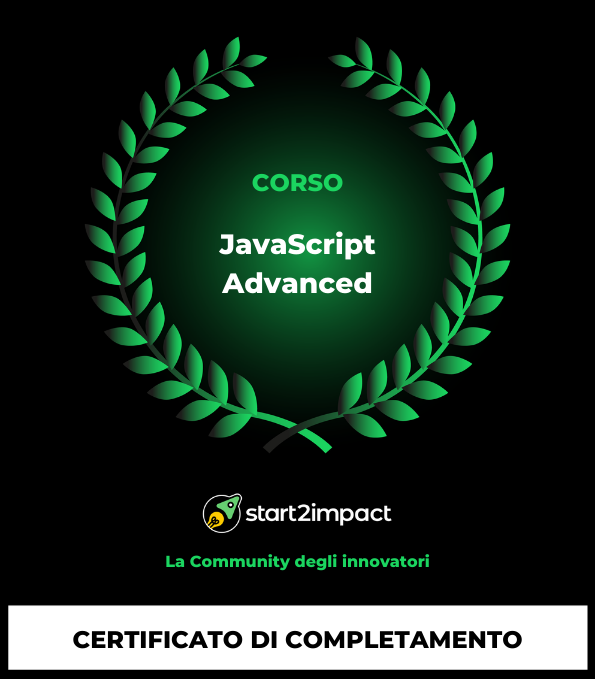 CORSO
JavaScript
Advanced
start2impact
La Community degli innovatori
CERTIFICATO DI COMPLETAMENTO